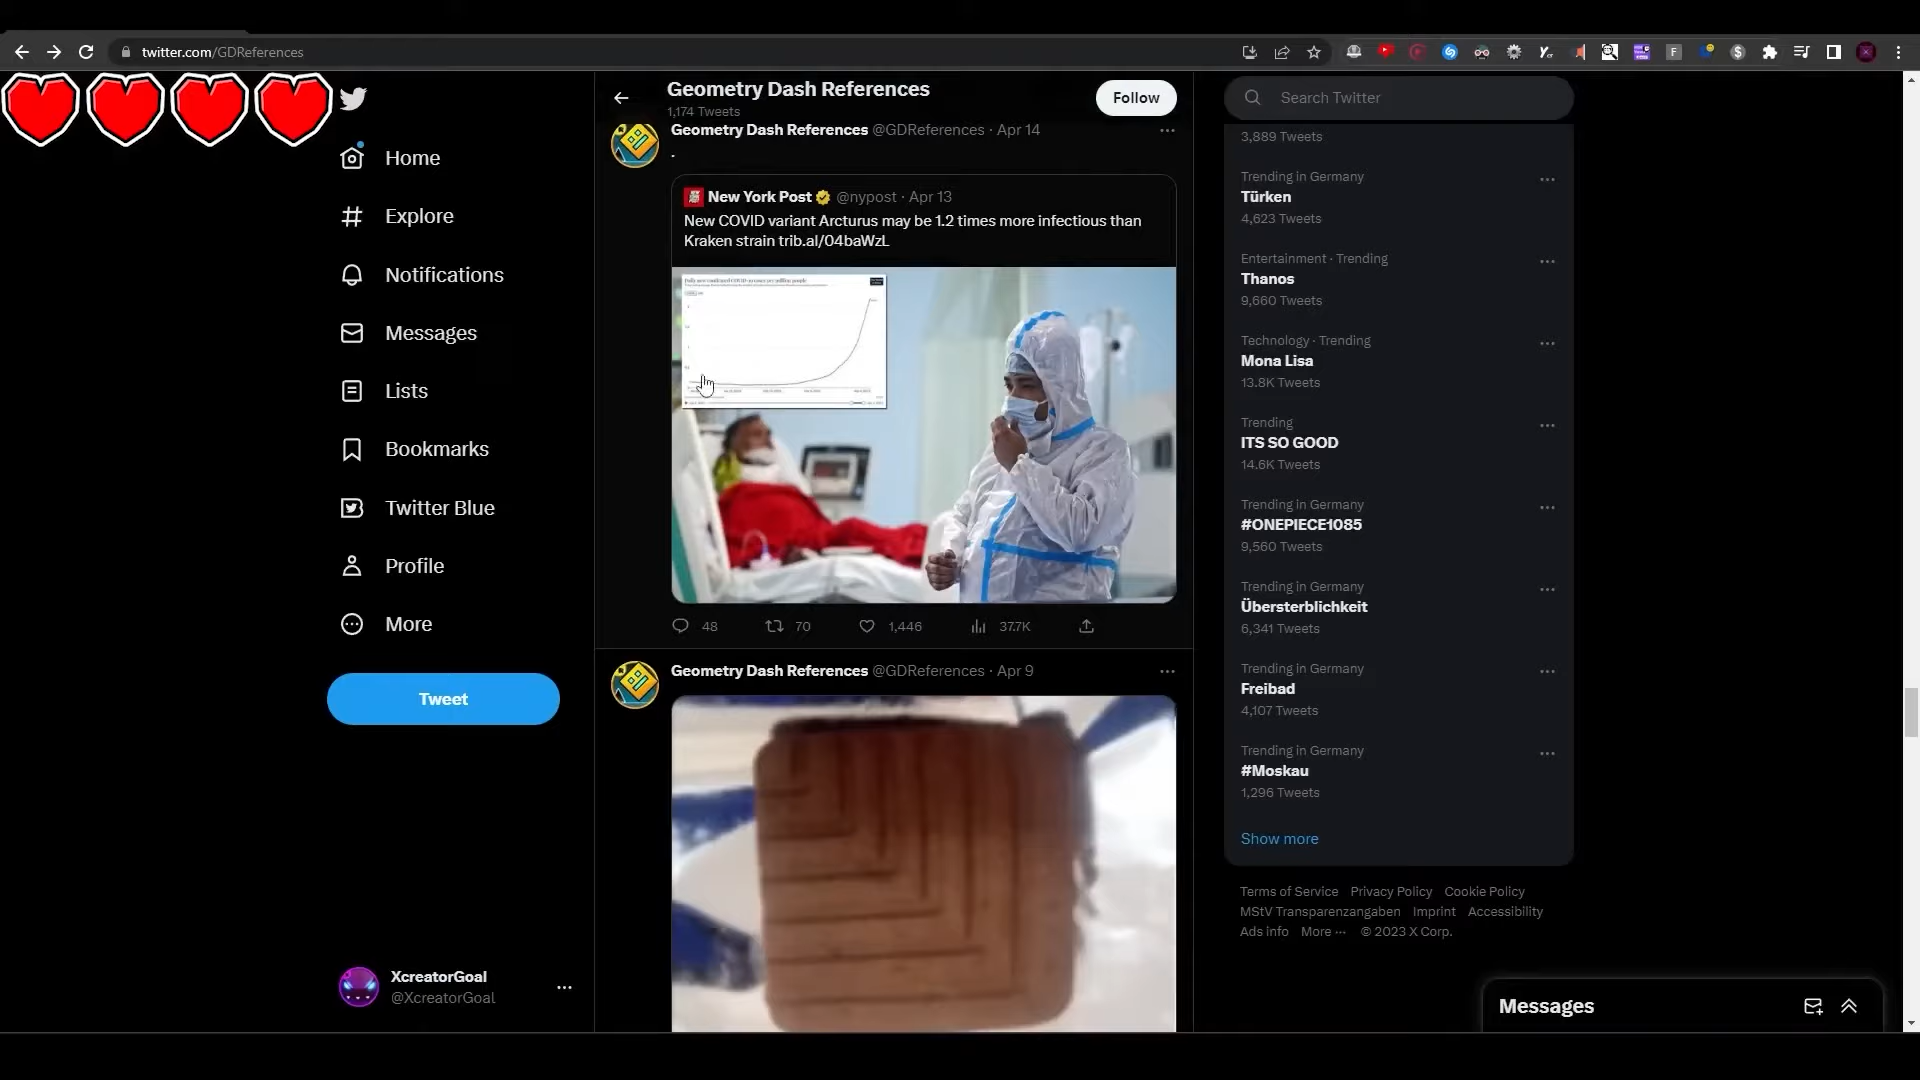 twitter.com/GDReferences
Home
Explore
Notifications
Messages
Lists
Bookmarks
Twitter Blue
Profile
More
Tweet
XcreatorGoal
@XcreatorGoal
Geometry Dash References
1,174 Tweets
Follow
Geometry Dash References @GDReferences · Apr 14
.
New York Post @nypost · Apr 13
New COVID variant Arcturus may be 1.2 times more infectious than
Kraken strain trib.al/04baWzL
48 70 1,446 37.7K
Geometry Dash References @GDReferences · Apr 9
Search Twitter
3,889 Tweets
Trending in Germany
Türken
4,623 Tweets
Entertainment · Trending
Thanos
9,660 Tweets
Technology · Trending
Mona Lisa
13.8K Tweets
Trending
ITS SO GOOD
14.6K Tweets
Trending in Germany
#ONEPIECE1085
9,560 Tweets
Trending in Germany
Übersterblichkeit
6,341 Tweets
Trending in Germany
Freibad
4,107 Tweets
Trending in Germany
#Moskau
1,296 Tweets
Show more
Terms of Service Privacy Policy Cookie Policy
MStV Transparenzangaben Imprint Accessibility
Ads info More ··· © 2023 X Corp.
Messages